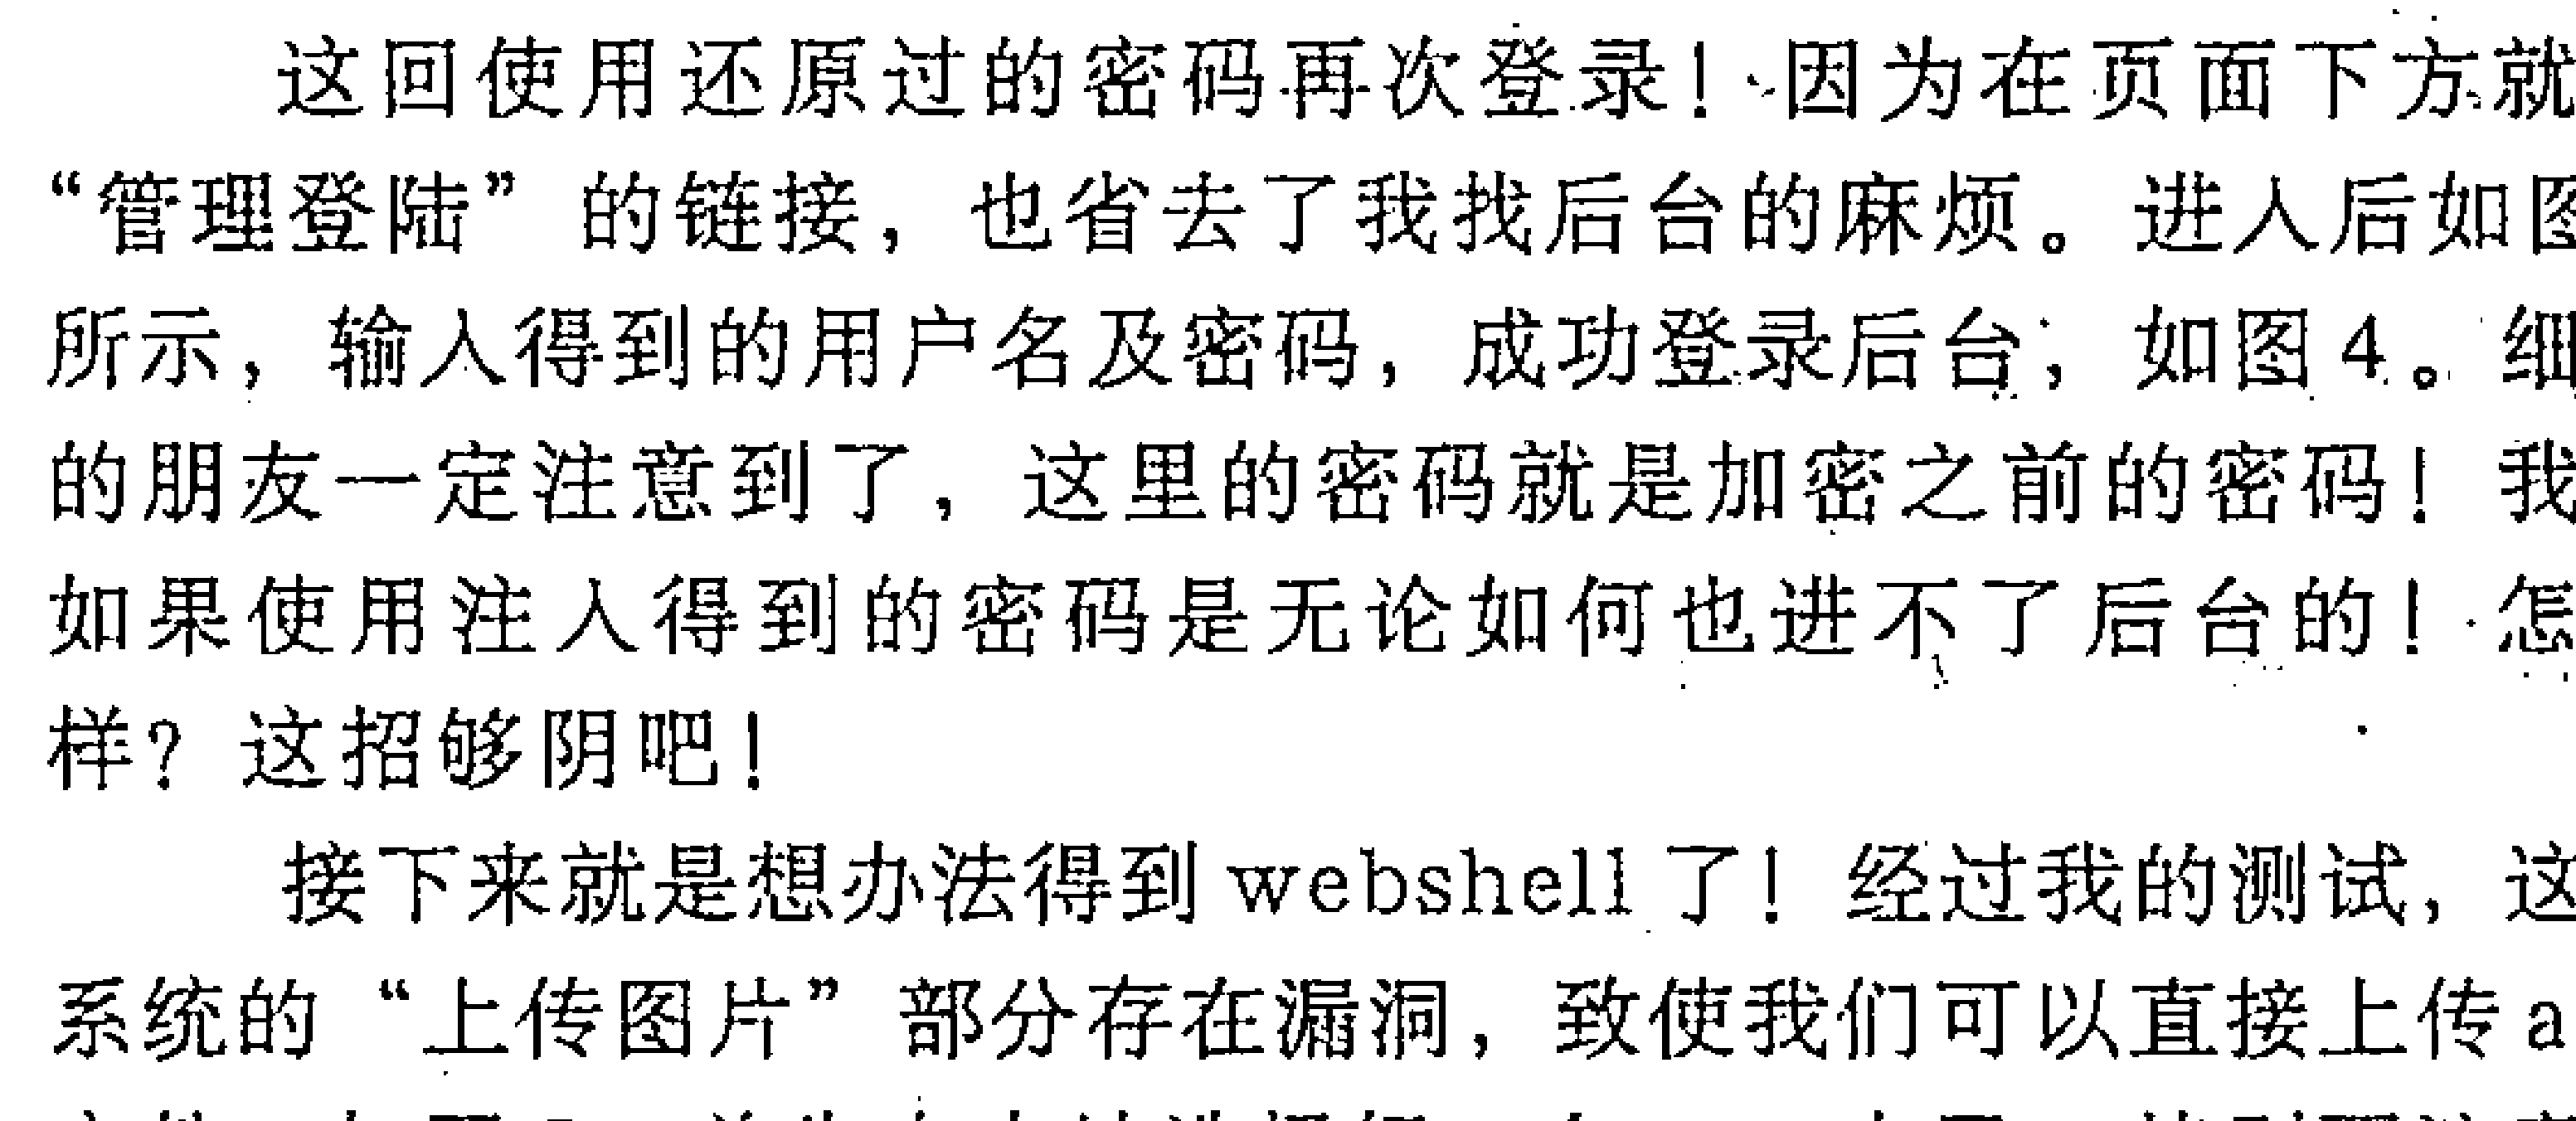 这回使用还原过的密码再次登录！因为在页面下方就
“管理登陆”的链接，也省去了我找后台的麻烦。进入后如图
所示，输入得到的用户名及密码，成功登录后台，如图4。细
的朋友一定注意到了，这里的密码就是加密之前的密码！我
如果使用注入得到的密码是无论如何也进不了后台的！怎
样？这招够阴吧！
接下来就是想办法得到webshell了！经过我的测试，这
系统的“上传图片”部分存在漏洞，致使我们可以直接上传a